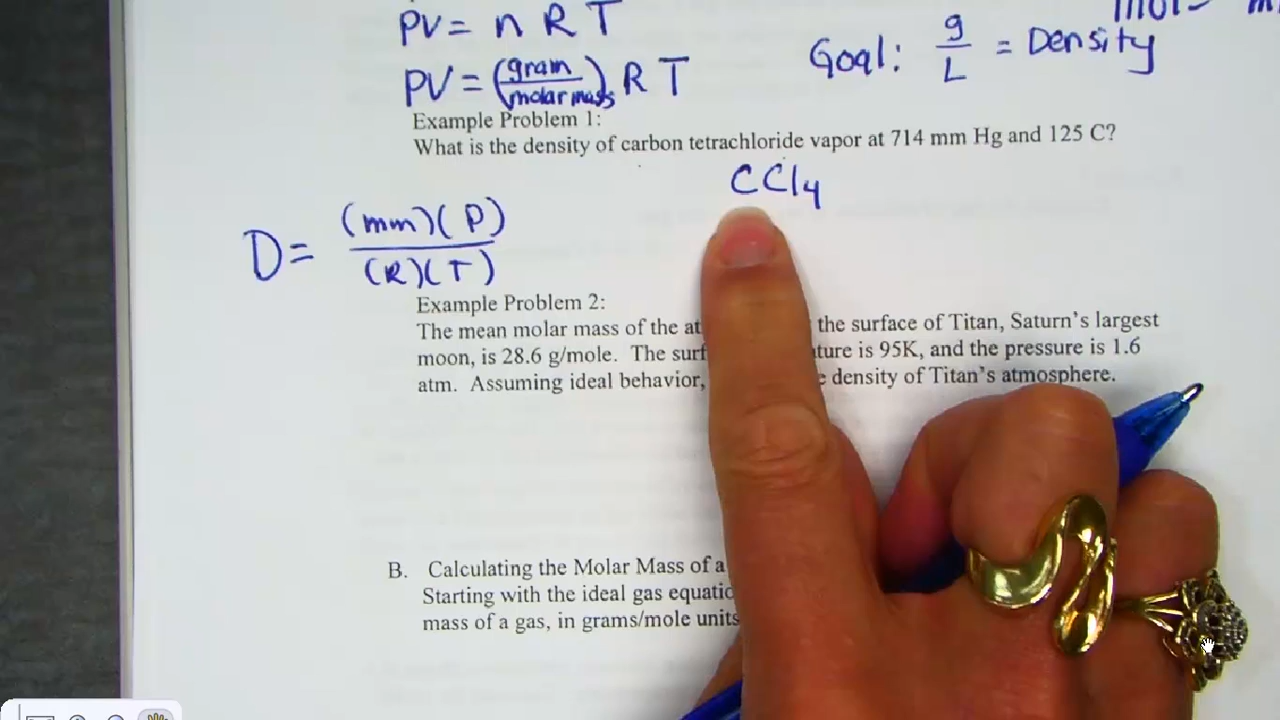 PV = n R T
PV = (gram / molar mass) R T
Goal: g / L = Density
Example Problem 1:
What is the density of carbon tetrachloride vapor at 714 mm Hg and 125 C?
CCl4
D = (mm)(P) / (R)(T)
Example Problem 2:
The mean molar mass of the at the surface of Titan, Saturn's largest
moon, is 28.6 g/mole. The surf ture is 95K, and the pressure is 1.6
atm. Assuming ideal behavior, density of Titan's atmosphere.
B. Calculating the Molar Mass of a
Starting with the ideal gas equatio
mass of a gas, in grams/mole units